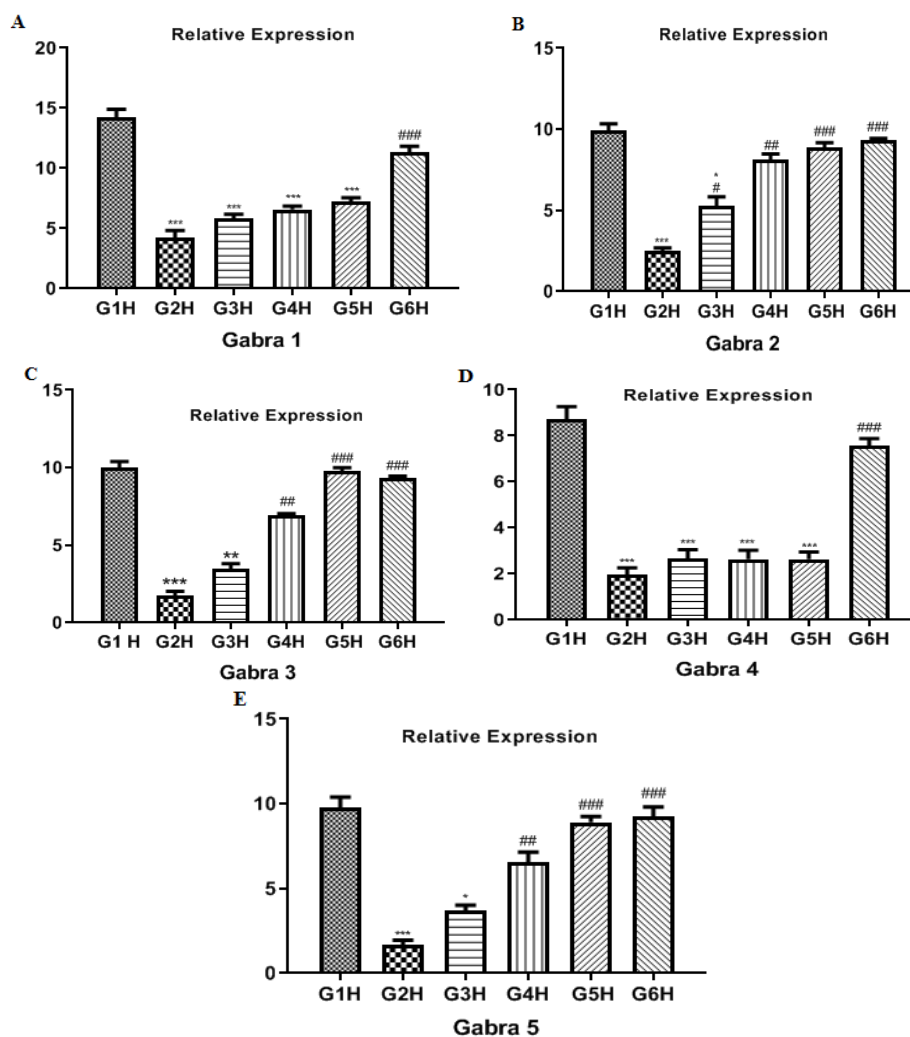 A
Relative Expression
20
15
10
5
0
###
***
***
***
***
G1H G2H G3H G4H G5H G6H
Gabra 1
B
Relative Expression
15
10
5
0
***
*
#
##
###
###
G1H G2H G3H G4H G5H G6H
Gabra 2
C
Relative Expression
15
10
5
0
***
**
##
###
###
G1 H G2H G3H G4H G5H G6H
Gabra 3
D
Relative Expression
10
8
6
4
2
0
***
***
***
***
###
G1H G2H G3H G4H G5H G6H
Gabra 4
E
Relative Expression
15
10
5
0
***
*
##
###
###
G1H G2H G3H G4H G5H G6H
Gabra 5